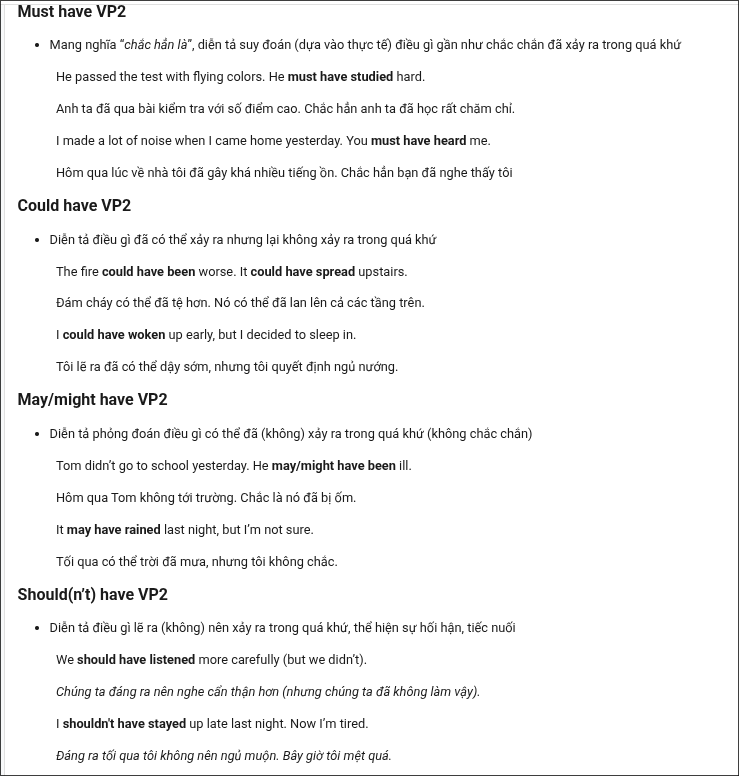 Must have VP2
• Mang nghĩa “chắc hẳn là”, diễn tả suy đoán (dựa vào thực tế) điều gì gần như chắc chắn đã xảy ra trong quá khứ
He passed the test with flying colors. He must have studied hard.
Anh ta đã qua bài kiểm tra với số điểm cao. Chắc hẳn anh ta đã học rất chăm chỉ.
I made a lot of noise when I came home yesterday. You must have heard me.
Hôm qua lúc về nhà tôi đã gây khá nhiều tiếng ồn. Chắc hẳn bạn đã nghe thấy tôi
Could have VP2
• Diễn tả điều gì đã có thể xảy ra nhưng lại không xảy ra trong quá khứ
The fire could have been worse. It could have spread upstairs.
Đám cháy có thể đã tệ hơn. Nó có thể đã lan lên cả các tầng trên.
I could have woken up early, but I decided to sleep in.
Tôi lẽ ra đã có thể dậy sớm, nhưng tôi quyết định ngủ nướng.
May/might have VP2
• Diễn tả phỏng đoán điều gì có thể đã (không) xảy ra trong quá khứ (không chắc chắn)
Tom didn’t go to school yesterday. He may/might have been ill.
Hôm qua Tom không tới trường. Chắc là nó đã bị ốm.
It may have rained last night, but I’m not sure.
Tối qua có thể trời đã mưa, nhưng tôi không chắc.
Should(n’t) have VP2
• Diễn tả điều gì lẽ ra (không) nên xảy ra trong quá khứ, thể hiện sự hối hận, tiếc nuối
We should have listened more carefully (but we didn’t).
Chúng ta đáng ra nên nghe cẩn thận hơn (nhưng chúng ta đã không làm vậy).
I shouldn't have stayed up late last night. Now I’m tired.
Đáng ra tối qua tôi không nên ngủ muộn. Bây giờ tôi mệt quá.